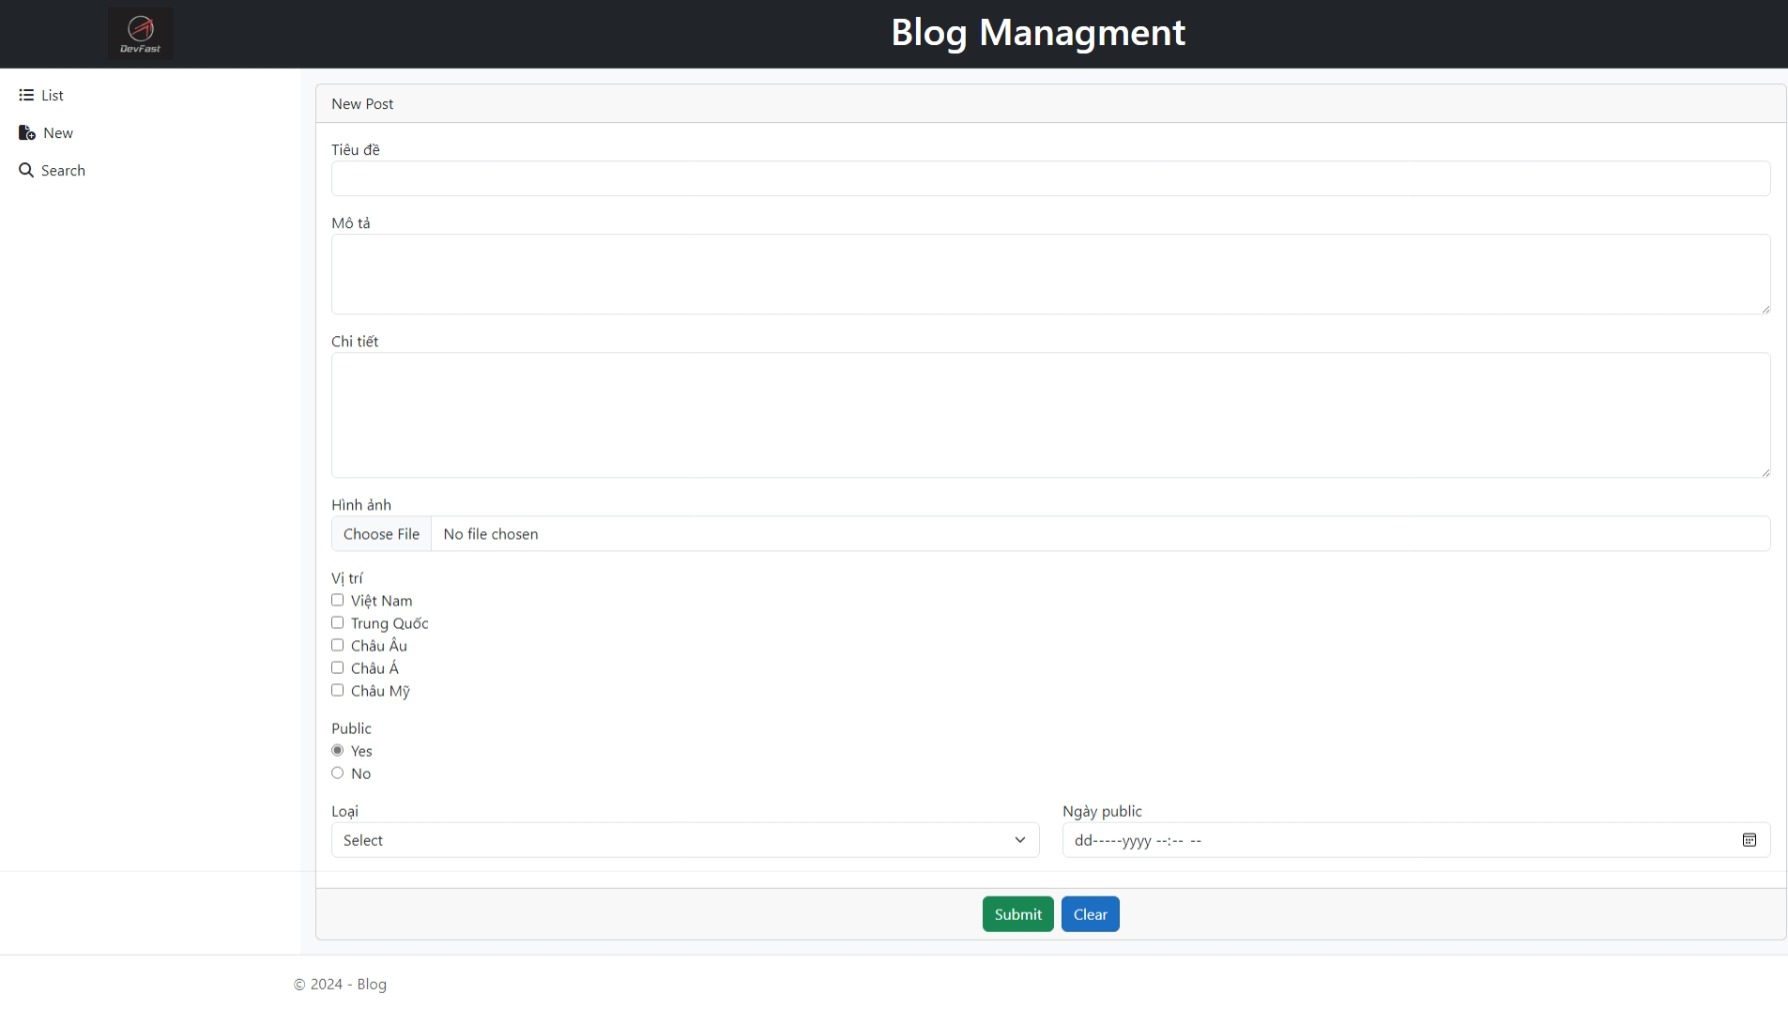 DevFast
Blog Managment
List
New
Search
New Post
Tiêu đề
Mô tả
Chi tiết
Hình ảnh
Choose File No file chosen
Vị trí
Việt Nam
Trung Quốc
Châu Âu
Châu Á
Châu Mỹ
Public
Yes
No
Loại
Select
Ngày public
dd-----yyyy --:-- --
Submit
Clear
© 2024 - Blog